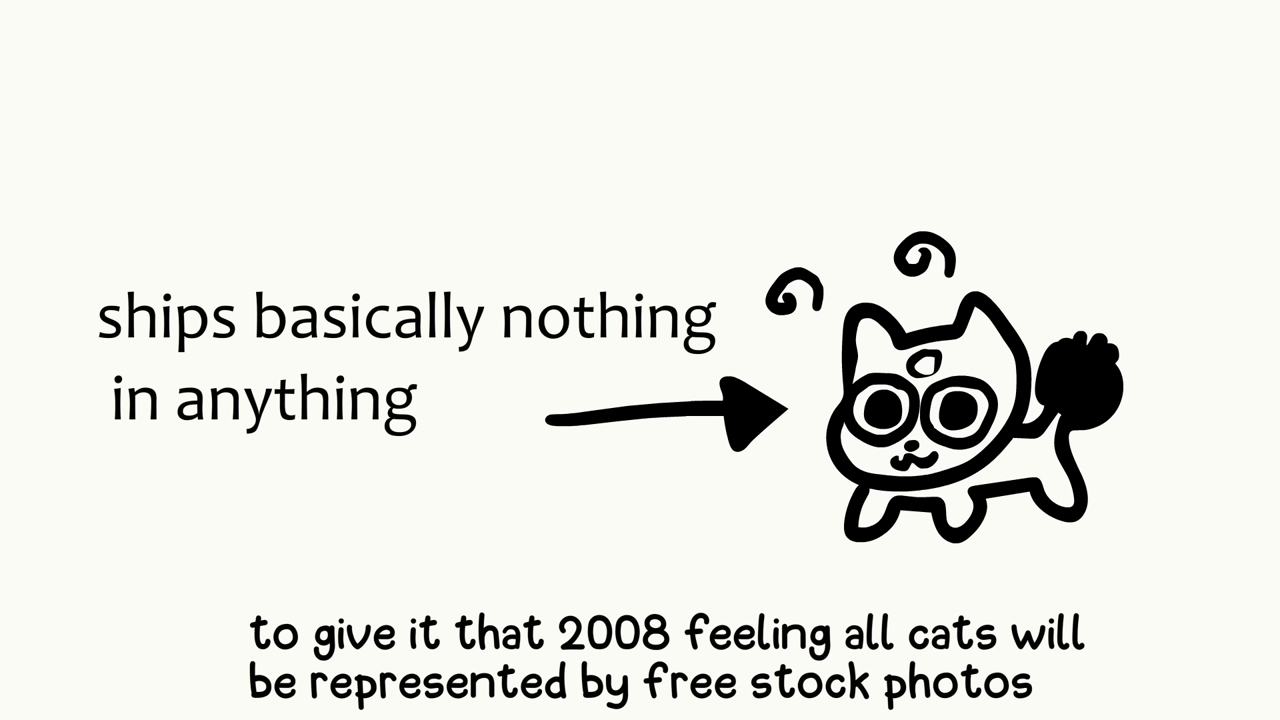 ships basically nothing
in anything
to give it that 2008 feeling all cats will
be represented by free stock photos